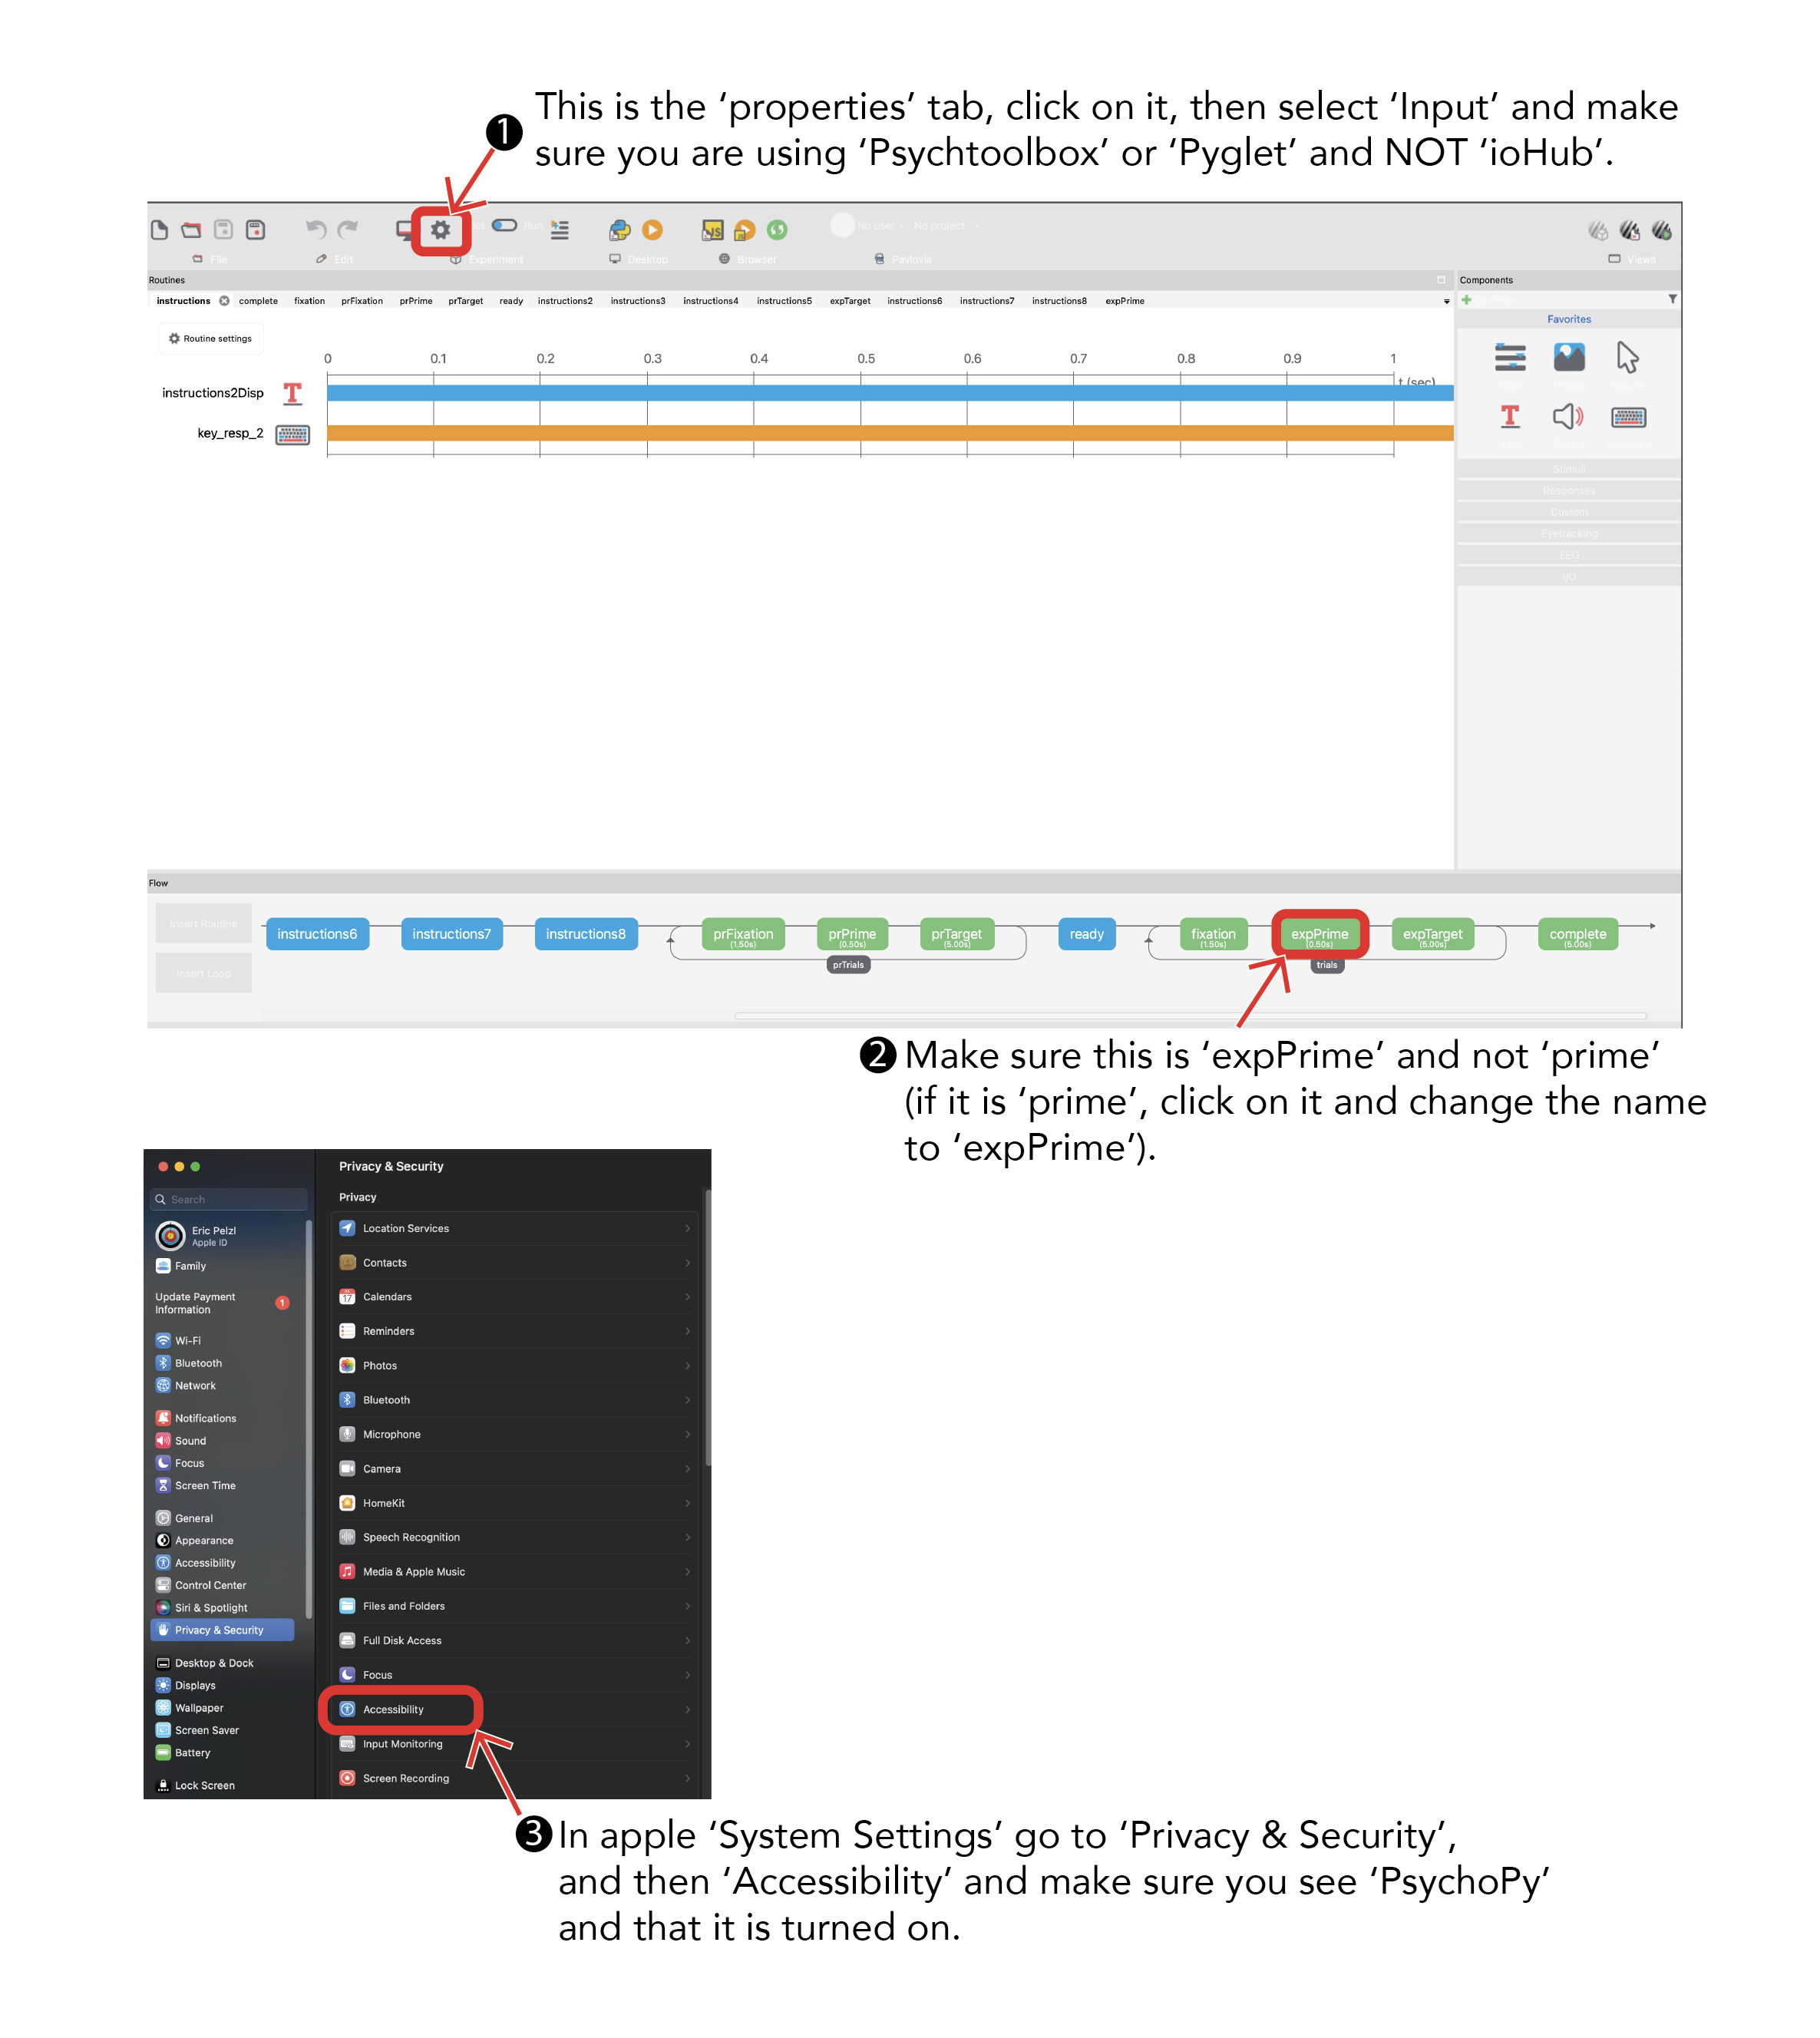 ❶ This is the ‘properties’ tab, click on it, then select ‘Input’ and make
sure you are using ‘Psychtoolbox’ or ‘Pyglet’ and NOT ‘ioHub’.
Run
No user No project
File Edit Experiment Desktop Browser Pavlovia Views
Routines
Components
instructions complete fixation prFixation prPrime prTarget ready instructions2 instructions3 instructions4 instructions5 expTarget instructions6 instructions7 instructions8 expPrime
Favorites
Routine settings
0 0.1 0.2 0.3 0.4 0.5 0.6 0.7 0.8 0.9 1
t (sec)
instructions2Disp
key_resp_2
Stimuli
Responses
Custom
Eyetracking
EEG
I/O
Flow
Insert Routine
Insert Loop
instructions6 instructions7 instructions8 prFixation prPrime prTarget ready fixation expPrime expTarget complete
(1.50s) (0.50s) (5.00s) (1.50s) (0.50s) (5.00s) (5.00s)
prTrials trials
❷ Make sure this is ‘expPrime’ and not ‘prime’
(if it is ‘prime’, click on it and change the name
to ‘expPrime’).
Search
Eric Pelzl
Apple ID
Family
Update Payment
Information 1
Wi-Fi
Bluetooth
Network
Notifications
Sound
Focus
Screen Time
General
Appearance
Accessibility
Control Center
Siri & Spotlight
Privacy & Security
Desktop & Dock
Displays
Wallpaper
Screen Saver
Battery
Lock Screen
Privacy & Security
Privacy
Location Services
Contacts
Calendars
Reminders
Photos
Bluetooth
Microphone
Camera
HomeKit
Speech Recognition
Media & Apple Music
Files and Folders
Full Disk Access
Focus
Accessibility
Input Monitoring
Screen Recording
❸ In apple ‘System Settings’ go to ‘Privacy & Security’,
and then ‘Accessibility’ and make sure you see ‘PsychoPy’
and that it is turned on.